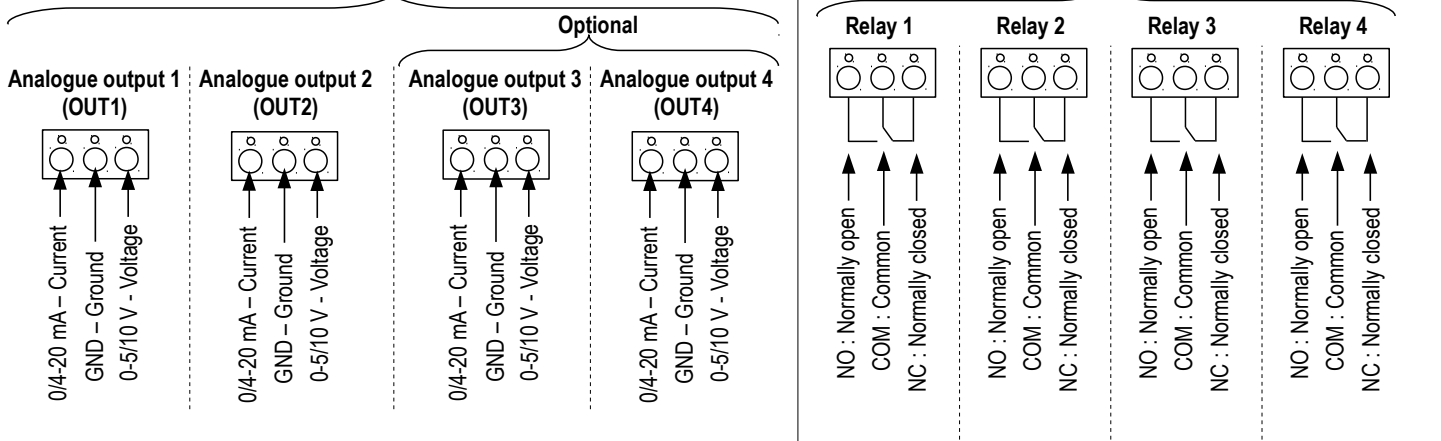 Optional
Analogue output 1
(OUT1)
Analogue output 2
(OUT2)
Analogue output 3
(OUT3)
Analogue output 4
(OUT4)
0/4-20 mA – Current
GND – Ground
0-5/10 V - Voltage
0/4-20 mA – Current
GND – Ground
0-5/10 V - Voltage
0/4-20 mA – Current
GND – Ground
0-5/10 V - Voltage
0/4-20 mA – Current
GND – Ground
0-5/10 V - Voltage
Relay 1
Relay 2
Relay 3
Relay 4
NO : Normally open
COM : Common
NC : Normally closed
NO : Normally open
COM : Common
NC : Normally closed
NO : Normally open
COM : Common
NC : Normally closed
NO : Normally open
COM : Common
NC : Normally closed